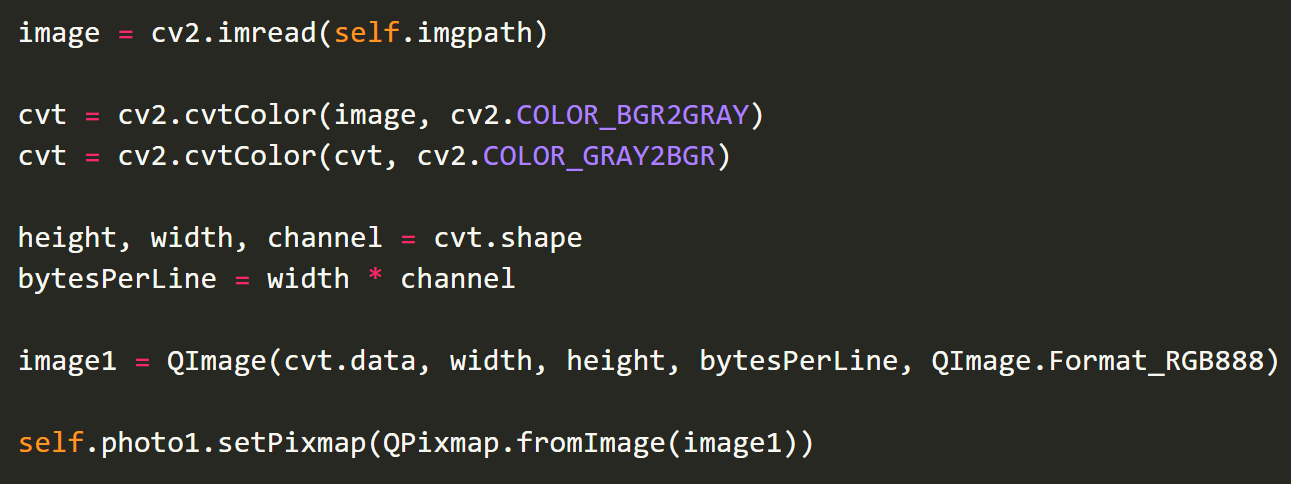 image = cv2.imread(self.imgpath)
cvt = cv2.cvtColor(image, cv2.COLOR_BGR2GRAY)
cvt = cv2.cvtColor(cvt, cv2.COLOR_GRAY2BGR)
height, width, channel = cvt.shape
bytesPerLine = width * channel
image1 = QImage(cvt.data, width, height, bytesPerLine, QImage.Format_RGB888)
self.photo1.setPixmap(QPixmap.fromImage(image1))